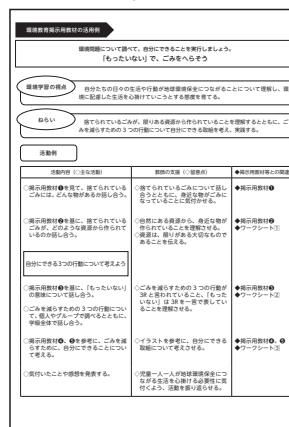 環境教育掲示用教材の活用例
環境問題について調べて、自分にできることを実行しましょう。
「もったいない」で、ごみをへらそう
環境学習の視点
自分たちの日々の生活や行動が地球環境保全につながることについて理解し、環
境に配慮した生活を心掛けていこうとする態度を育てる。
ねらい
捨てられているごみが、限りある資源から作られていることを理解するとともに、ご
みを減らすための3つの行動について自分にできる取組を考え、実践する。
活動例
活動内容（○主な活動）
教師の支援（○留意点）
◆掲示用教材等との関連
○掲示用教材❶を見て、捨てられている
ごみには、どんな物があるか話し合う。
○捨てられているごみについて話し
合うとともに、身近な物がごみに
なっていることに気付かせる。
◆掲示用教材❶
○掲示用教材❷を基に、捨てられている
ごみが、どのような資源から作られて
いるのか話し合う。
○自然にある資源から、身近な物が
作られていることを理解させる。
○資源は、限りがある大切なもので
あることを伝える。
◆掲示用教材❷
◆ワークシート①
自分にできる3つの行動について考えよう
○掲示用教材❸を基に、「もったいない」
の意味について話し合う。
○ごみを減らすための３つの行動につい
て、個人やグループで調べるとともに、
学級全体で話し合う。
○ごみを減らすための３つの行動が
3Rと言われていること、「もった
いない」は3Rを一言で表してい
ることを理解させる。
◆掲示用教材❸
◆ワークシート②
○掲示用教材❹、❺を参考に、ごみを減
らすために、自分にできることについ
て考える。
○イラストを参考に、自分にできる
取組について考えさせる。
◆掲示用教材❹、❺
◆ワークシート③
○気付いたことや感想を発表する。
○児童一人一人が地球環境保全につ
ながる生活を心掛ける必要性に気
付くよう、活動を振り返らせる。